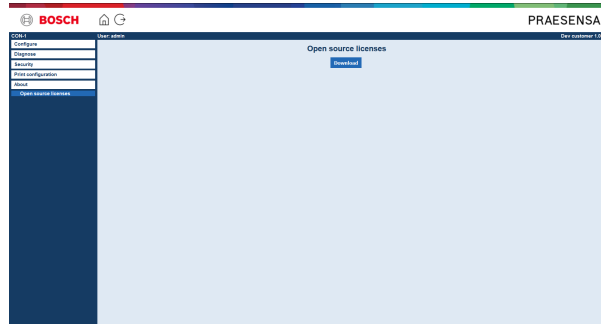 BOSCH
PRAESENSA
CON-1
User: admin
Dev customer 1.0
Configure
Diagnose
Security
Print configuration
About
Open source licenses
Open source licenses
Download